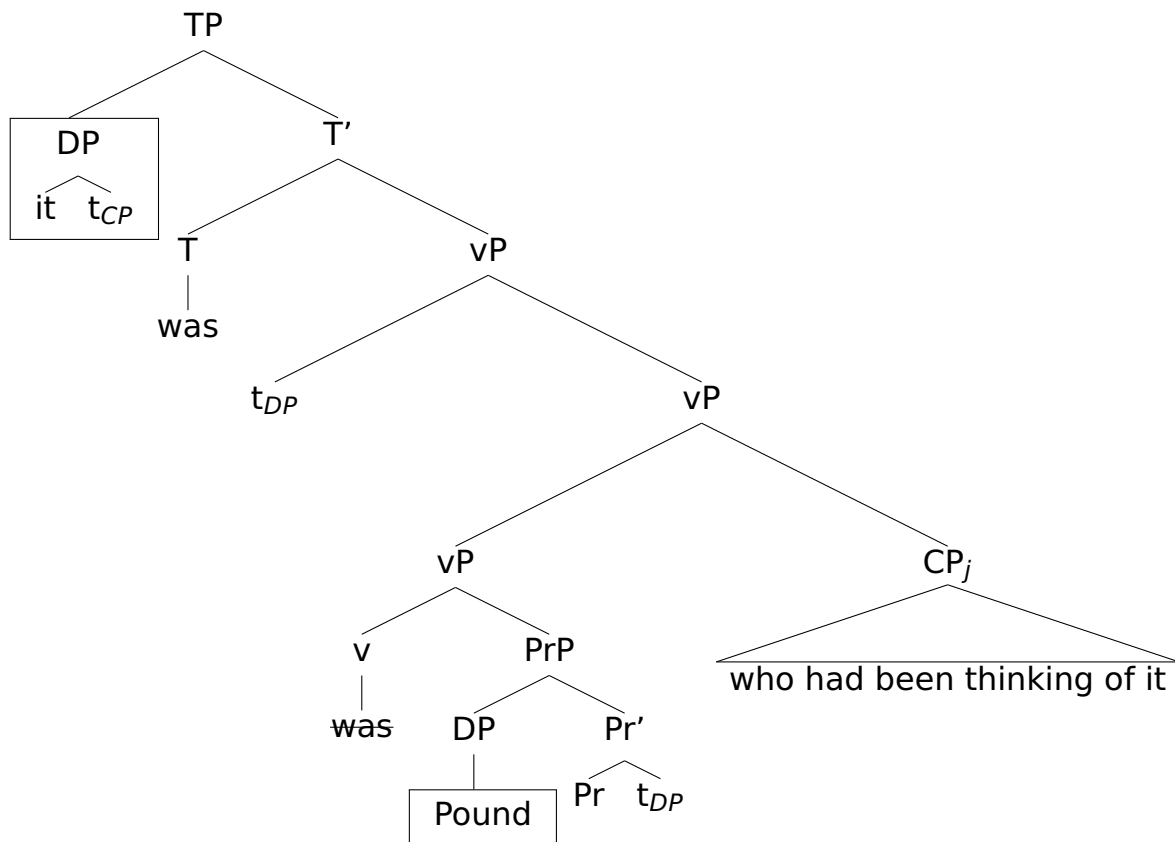 TP
DP T’
it t_CP
T vP
was
t_DP vP
vP CP_j
v PrP
who had been thinking of it
was DP Pr’
Pound Pr t_DP